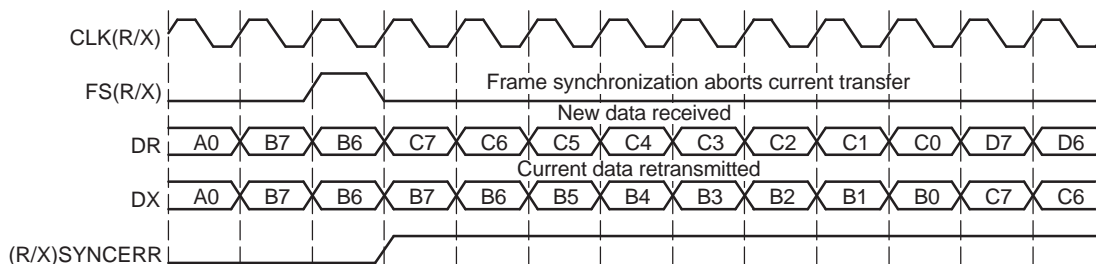 CLK(R/X)
FS(R/X) Frame synchronization aborts current transfer
New data received
DR A0 B7 B6 C7 C6 C5 C4 C3 C2 C1 C0 D7 D6
Current data retransmitted
DX A0 B7 B6 B7 B6 B5 B4 B3 B2 B1 B0 C7 C6
(R/X)SYNCERR